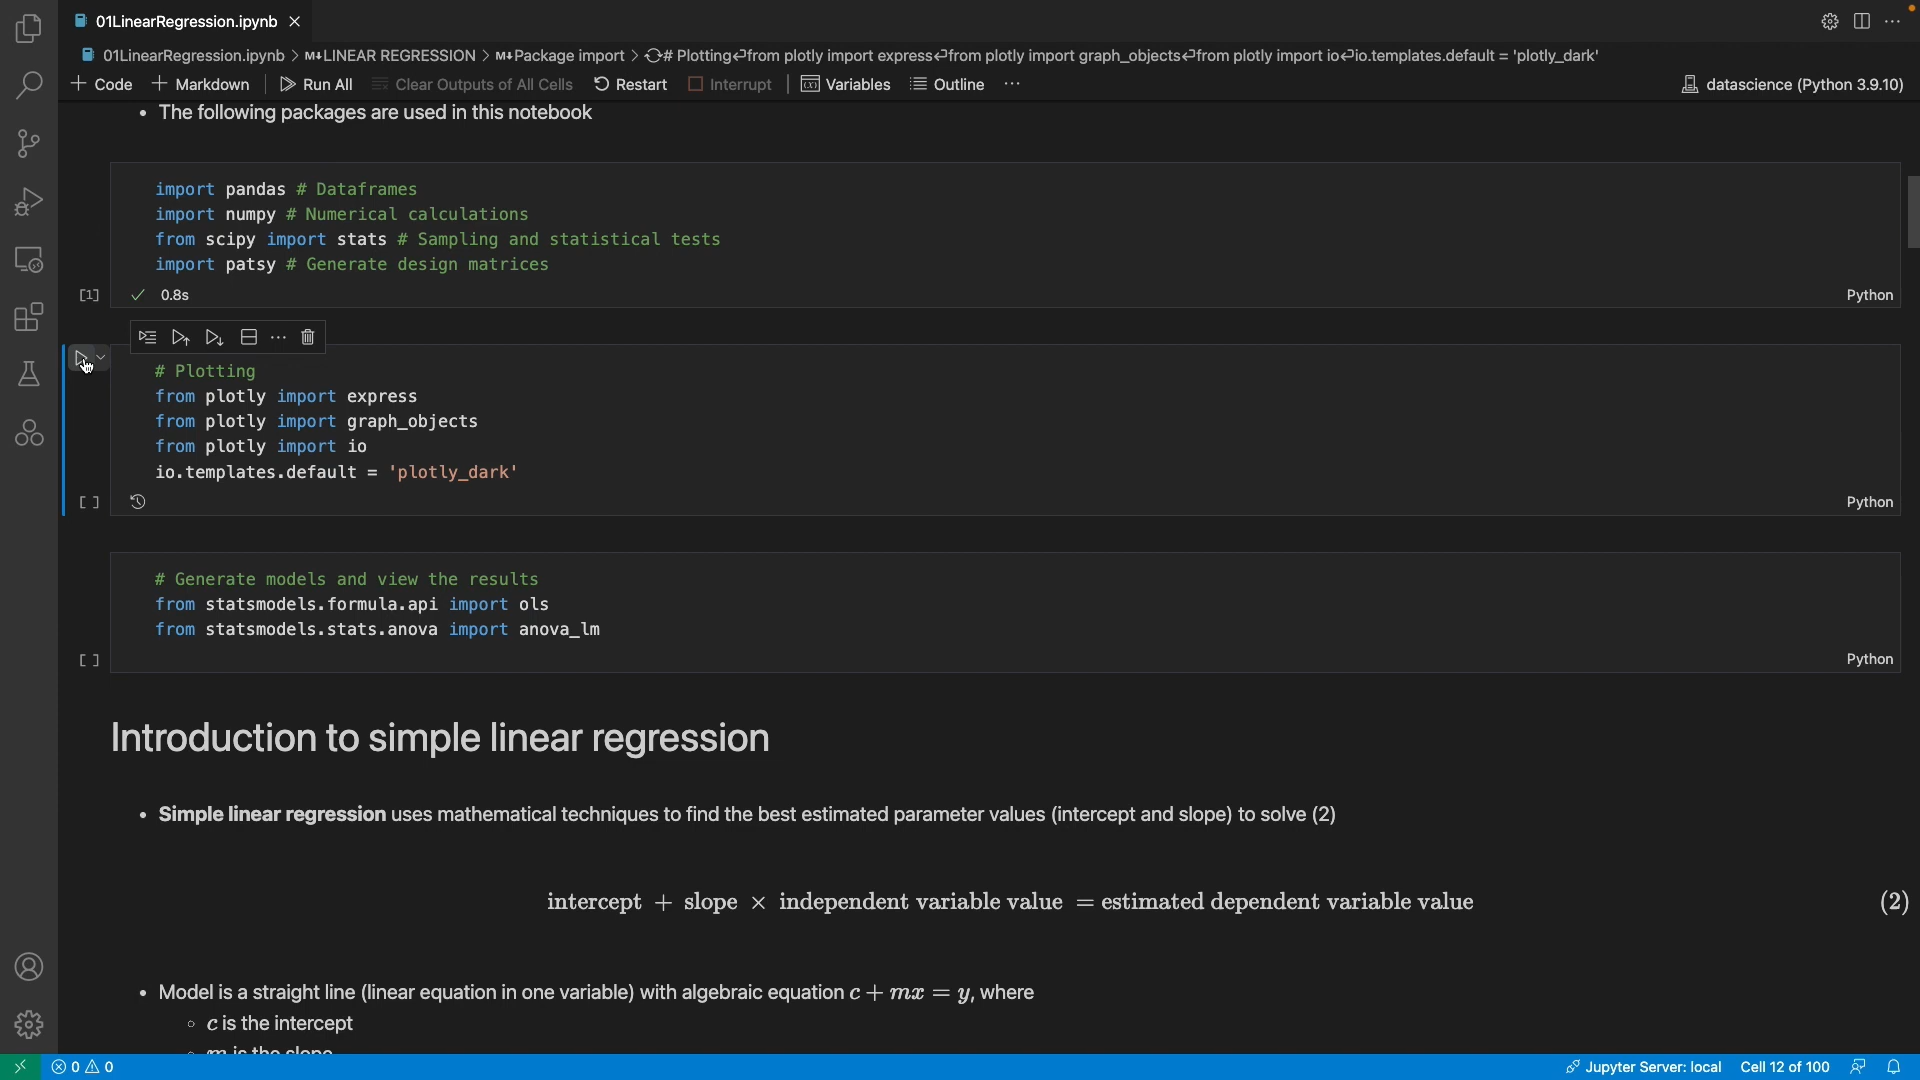 01LinearRegression.ipynb
01LinearRegression.ipynb > M↓LINEAR REGRESSION > M↓Package import > # Plotting↵from plotly import express↵from plotly import graph_objects↵from plotly import io↵io.templates.default = 'plotly_dark'
+ Code + Markdown Run All Clear Outputs of All Cells Restart Interrupt Variables Outline ··· datascience (Python 3.9.10)
• The following packages are used in this notebook
import pandas # Dataframes
import numpy # Numerical calculations
from scipy import stats # Sampling and statistical tests
import patsy # Generate design matrices
[1] ✓ 0.8s Python
# Plotting
from plotly import express
from plotly import graph_objects
from plotly import io
io.templates.default = 'plotly_dark'
[ ] Python
# Generate models and view the results
from statsmodels.formula.api import ols
from statsmodels.stats.anova import anova_lm
[ ] Python
Introduction to simple linear regression
• Simple linear regression uses mathematical techniques to find the best estimated parameter values (intercept and slope) to solve (2)
intercept + slope × independent variable value = estimated dependent variable value (2)
• Model is a straight line (linear equation in one variable) with algebraic equation c + mx = y, where
◦ c is the intercept
◦ m is the slope
0 0 Jupyter Server: local Cell 12 of 100